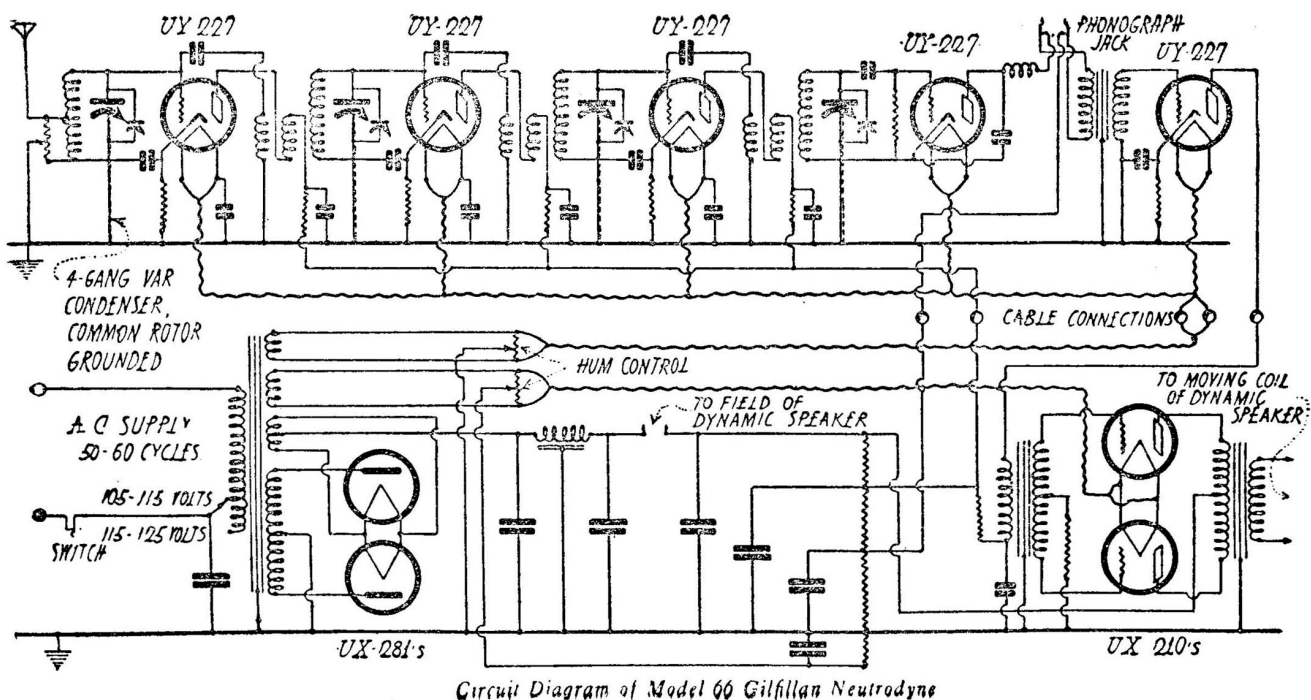 UY 227
UY-227
UY-227
UY-227
PHONOGRAPH
JACK
UY-227
4-GANG VAR
CONDENSER,
COMMON ROTOR
GROUNDED
CABLE CONNECTIONS
HUM CONTROL
TO FIELD OF
DYNAMIC SPEAKER
TO MOVING COIL
OF DYNAMIC
SPEAKER
A C SUPPLY
50-60 CYCLES
105-115 VOLTS
115-125 VOLTS
SWITCH
UX-281's
UX 210's
Circuit Diagram of Model 66 Gilfillan Neutrodyne